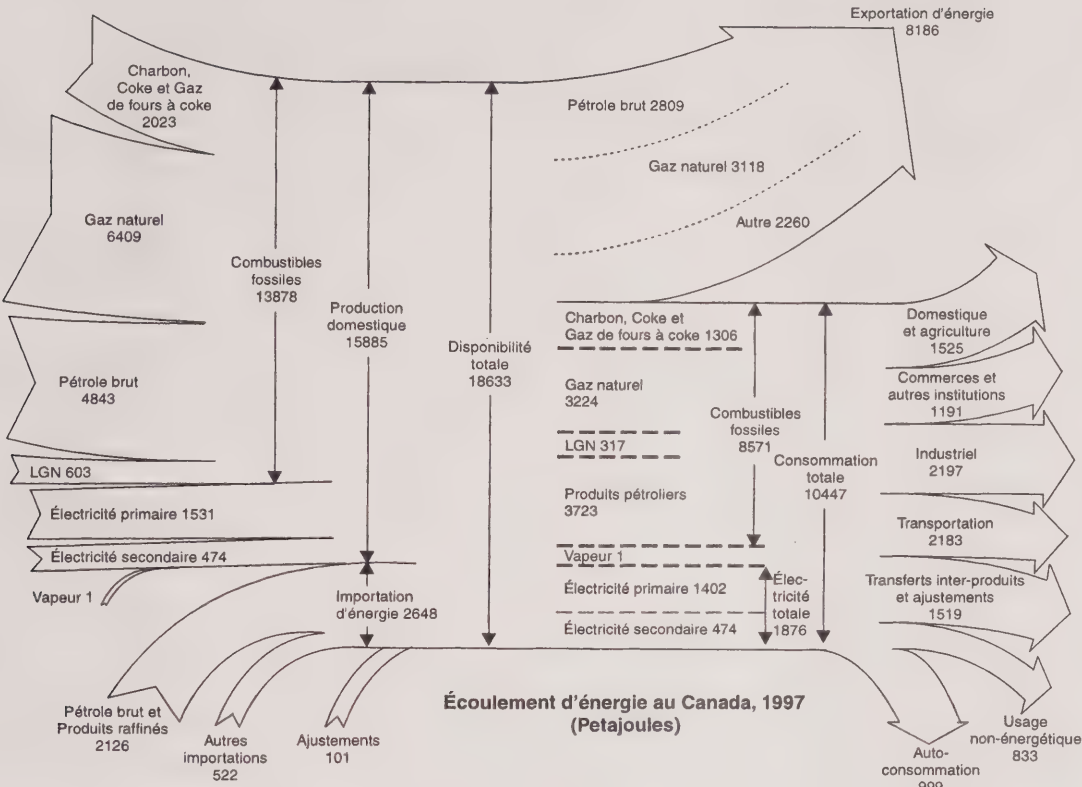 Exportation d'énergie
8186
Charbon,
Coke et Gaz
de fours à coke
2023
Gaz naturel
6409
Pétrole brut
4843
LGN 603
Électricité primaire 1531
Électricité secondaire 474
Vapeur 1
Pétrole brut et
Produits raffinés
2126
Autres
importations
522
Ajustements
101
Combustibles
fossiles
13878
Production
domestique
15885
Importation
d'énergie 2648
Disponibilité
totale
18633
Pétrole brut 2809
Gaz naturel 3118
Autre 2260
Charbon, Coke et
Gaz de fours à coke 1306
Gaz naturel
3224
LGN 317
Produits pétroliers
3723
Vapeur 1
Électricité primaire 1402
Électricité secondaire 474
Combustibles
fossiles
8571
Élec-
tricité
totale
1876
Consommation
totale
10447
Domestique
et agriculture
1525
Commerces et
autres institutions
1191
Industriel
2197
Transportation
2183
Transferts inter-produits
et ajustements
1519
Usage
non-énergétique
833
Auto-
consommation
999
Écoulement d'énergie au Canada, 1997
(Petajoules)